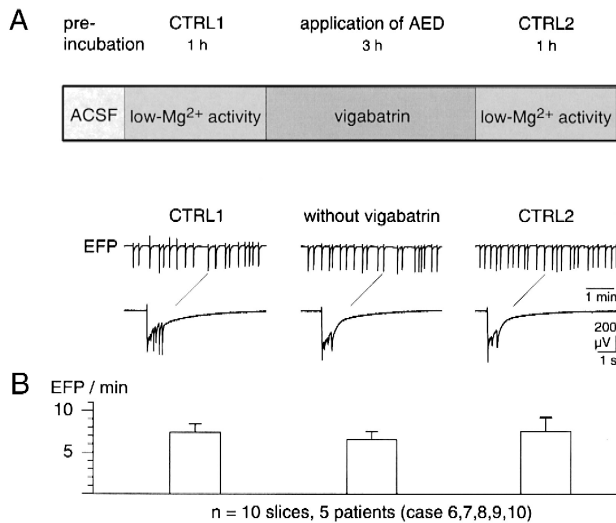 A
pre-incubation
CTRL1
1 h
application of AED
3 h
CTRL2
1 h
ACSF
low-Mg²⁺ activity
vigabatrin
low-Mg²⁺ activity
CTRL1
without vigabatrin
CTRL2
EFP
1 min
200
µV
1 s
B
EFP / min
10
5
n = 10 slices, 5 patients (case 6,7,8,9,10)